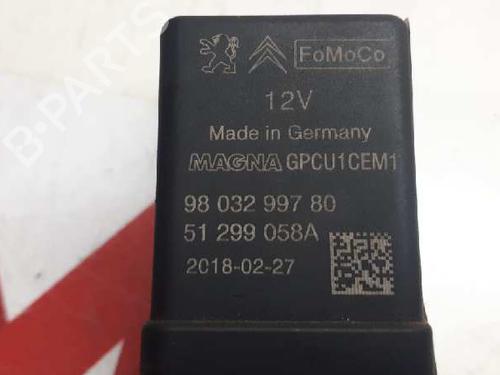 FoMoCo
12V
Made in Germany
MAGNA GPCU1CEM1
98 032 997 80
51 299 058A
2018-02-27
B-PARTS